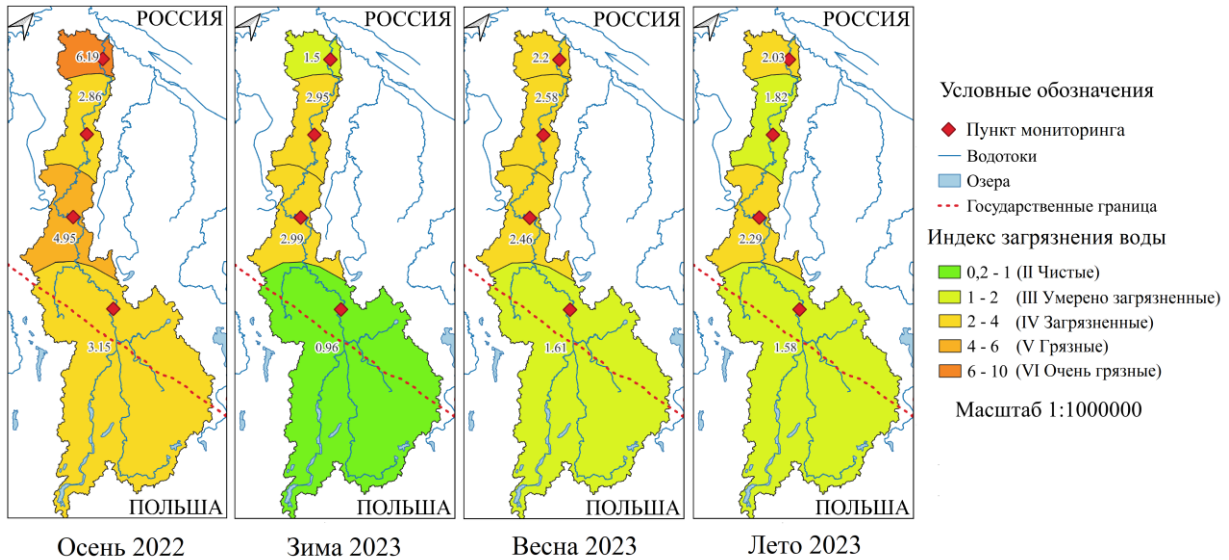 РОССИЯ
6.19
2.86
4.95
3.15
ПОЛЬША
Осень 2022
РОССИЯ
1.5
2.95
2.99
0.96
ПОЛЬША
Зима 2023
РОССИЯ
2.2
2.58
2.46
1.61
ПОЛЬША
Весна 2023
РОССИЯ
2.03
1.82
2.29
1.58
ПОЛЬША
Лето 2023
Условные обозначения
Пункт мониторинга
Водотоки
Озера
Государственные граница
Индекс загрязнения воды
0,2 - 1 (II Чистые)
1 - 2 (III Умерено загрязненные)
2 - 4 (IV Загрязненные)
4 - 6 (V Грязные)
6 - 10 (VI Очень грязные)
Масштаб 1:1000000